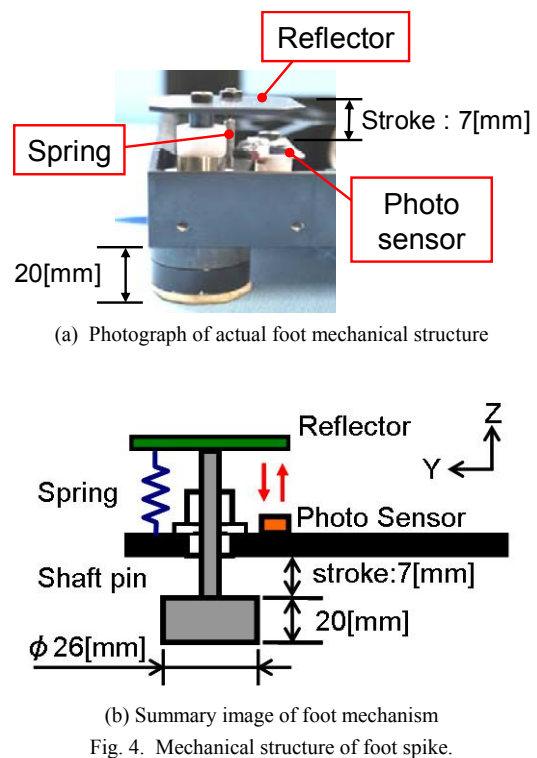 Reflector
Stroke : 7[mm]
Spring
Photo
sensor
20[mm]
(a)  Photograph of actual foot mechanical structure
Reflector
Z
Y
Spring
Photo Sensor
Shaft pin
stroke:7[mm]
20[mm]
ϕ26[mm]
(b) Summary image of foot mechanism
Fig. 4.  Mechanical structure of foot spike.